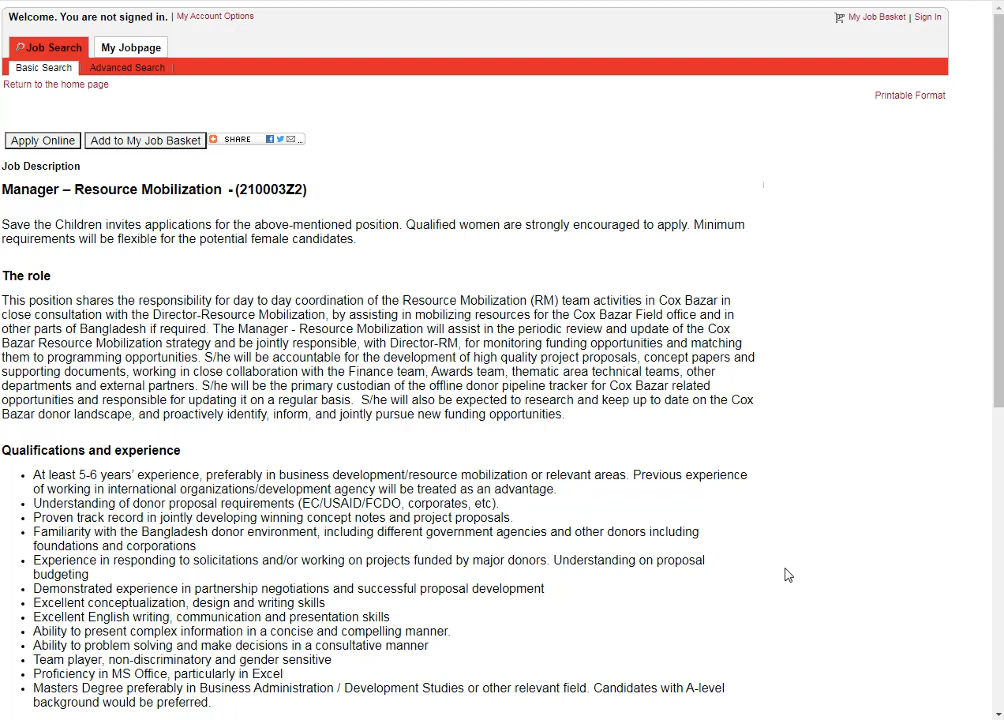 Welcome. You are not signed in. | My Account Options
My Job Basket | Sign In
Job Search
My Jobpage
Basic Search
Advanced Search
Return to the home page
Printable Format
Apply Online
Add to My Job Basket
SHARE
...
Job Description
Manager – Resource Mobilization - (210003Z2)
Save the Children invites applications for the above-mentioned position. Qualified women are strongly encouraged to apply. Minimum
requirements will be flexible for the potential female candidates.
The role
This position shares the responsibility for day to day coordination of the Resource Mobilization (RM) team activities in Cox Bazar in
close consultation with the Director-Resource Mobilization, by assisting in mobilizing resources for the Cox Bazar Field office and in
other parts of Bangladesh if required. The Manager - Resource Mobilization will assist in the periodic review and update of the Cox
Bazar Resource Mobilization strategy and be jointly responsible, with Director-RM, for monitoring funding opportunities and matching
them to programming opportunities. S/he will be accountable for the development of high quality project proposals, concept papers and
supporting documents, working in close collaboration with the Finance team, Awards team, thematic area technical teams, other
departments and external partners. S/he will be the primary custodian of the offline donor pipeline tracker for Cox Bazar related
opportunities and responsible for updating it on a regular basis.  S/he will also be expected to research and keep up to date on the Cox
Bazar donor landscape, and proactively identify, inform, and jointly pursue new funding opportunities.
Qualifications and experience
• At least 5-6 years’ experience, preferably in business development/resource mobilization or relevant areas. Previous experience
of working in international organizations/development agency will be treated as an advantage.
• Understanding of donor proposal requirements (EC/USAID/FCDO, corporates, etc).
• Proven track record in jointly developing winning concept notes and project proposals.
• Familiarity with the Bangladesh donor environment, including different government agencies and other donors including
foundations and corporations
• Experience in responding to solicitations and/or working on projects funded by major donors. Understanding on proposal
budgeting
• Demonstrated experience in partnership negotiations and successful proposal development
• Excellent conceptualization, design and writing skills
• Excellent English writing, communication and presentation skills
• Ability to present complex information in a concise and compelling manner.
• Ability to problem solving and make decisions in a consultative manner
• Team player, non-discriminatory and gender sensitive
• Proficiency in MS Office, particularly in Excel
• Masters Degree preferably in Business Administration / Development Studies or other relevant field. Candidates with A-level
background would be preferred.